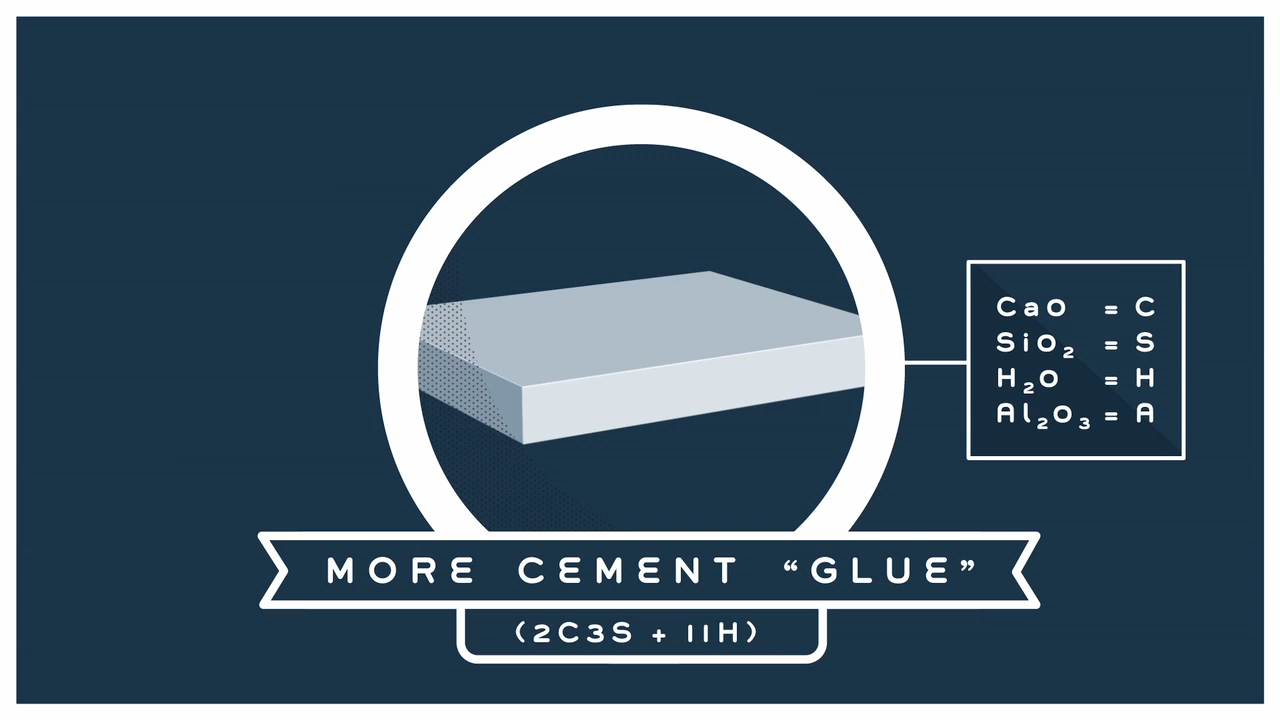 CaO = C
SiO₂ = S
H₂O = H
Al₂O₃ = A
MORE CEMENT “GLUE”
(2C3S + 11H)